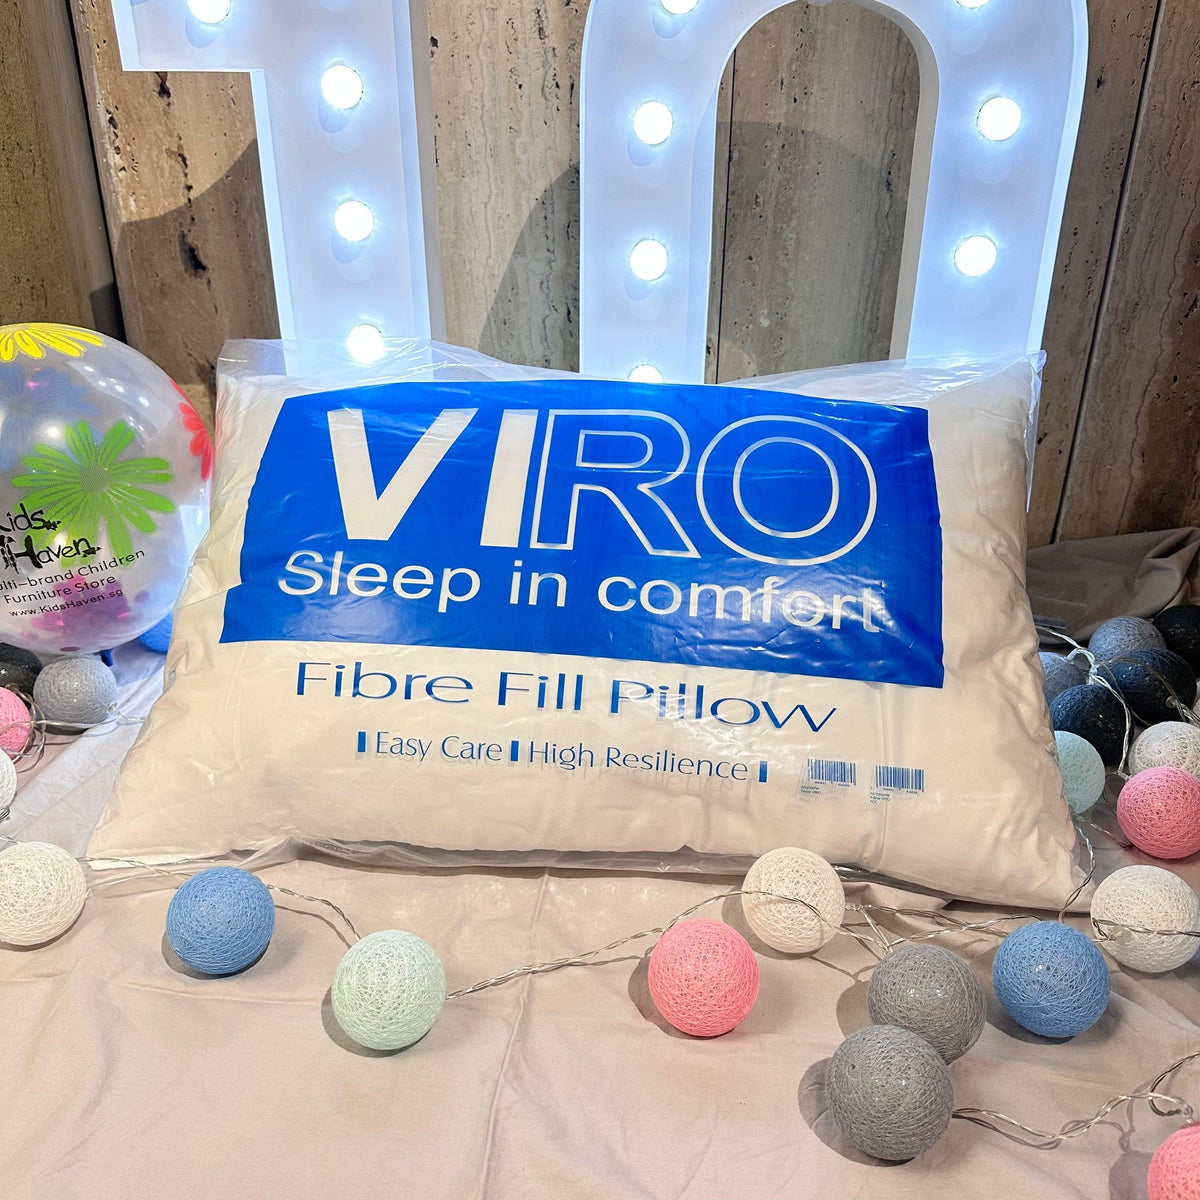 10
VIRO
Sleep in comfort
Fibre Fill Pillow
Easy Care High Resilience
Kids
Haven
Multi-brand Children
Furniture Store
www.KidsHaven.sg